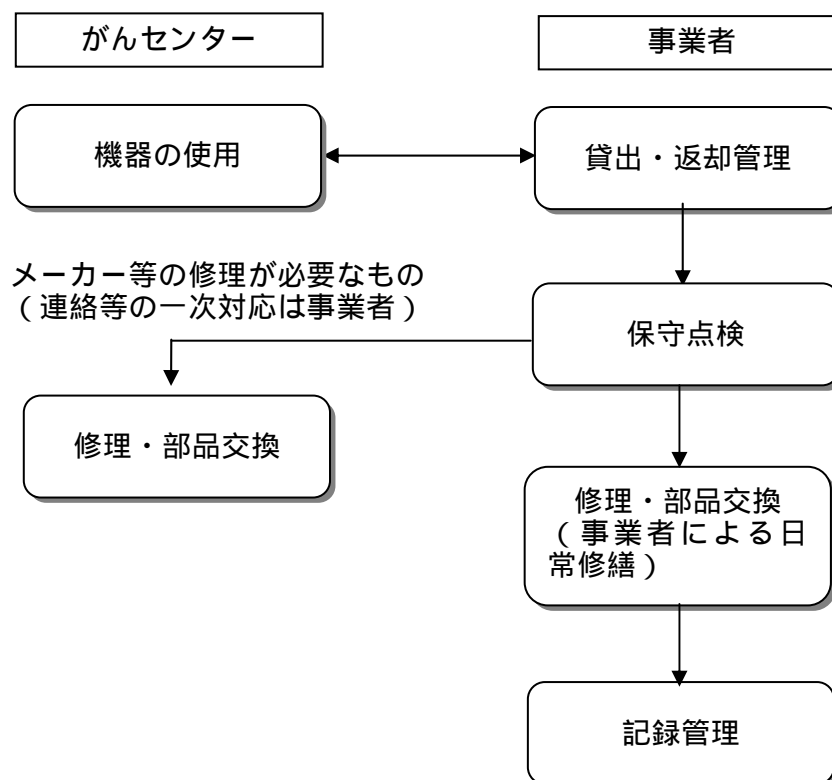 がんセンター
事業者
機器の使用
貸出・返却管理
メーカー等の修理が必要なもの
(連絡等の一次対応は事業者)
保守点検
修理・部品交換
修理・部品交換
(事業者による日
常修繕)
記録管理